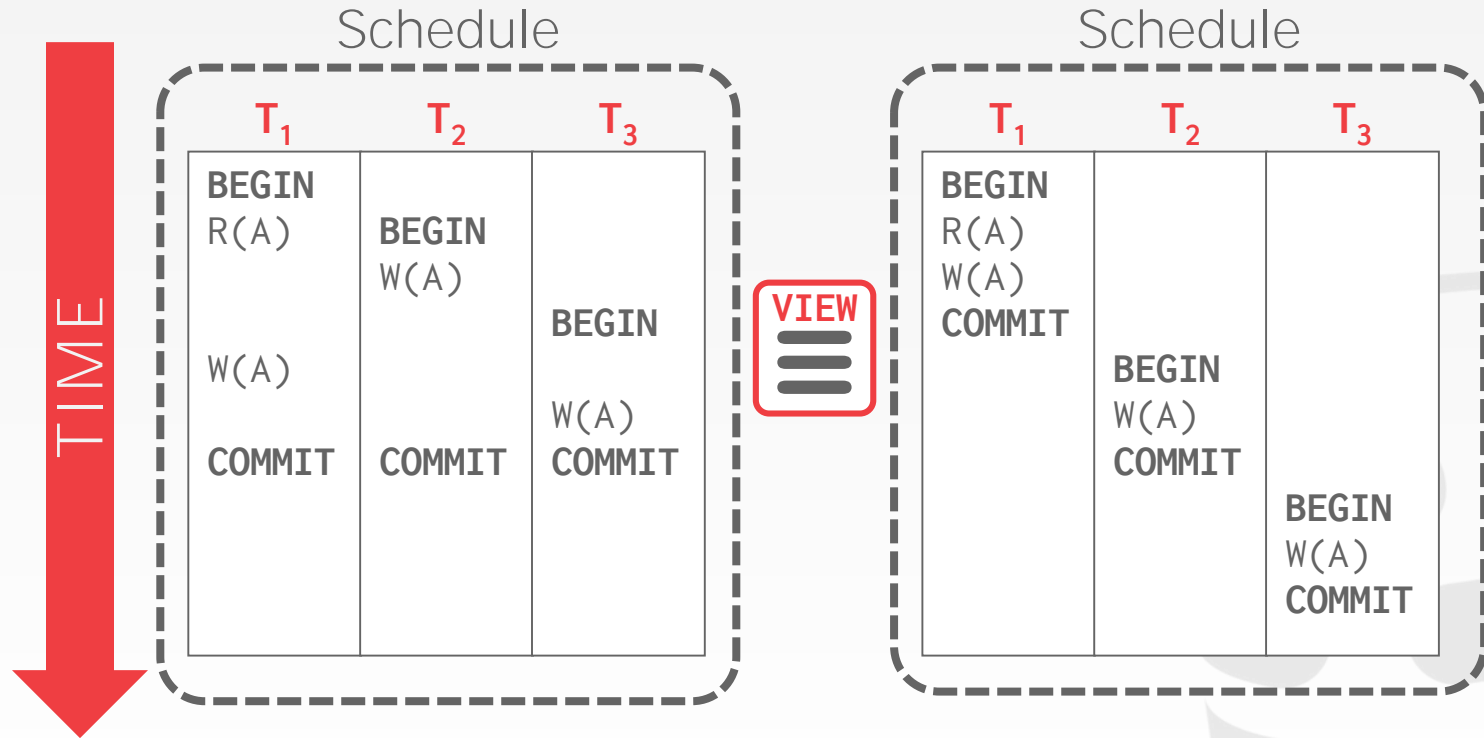 Schedule
T1 T2 T3
BEGIN
R(A) BEGIN
W(A)
BEGIN
W(A)
W(A)
COMMIT COMMIT COMMIT
TIME
VIEW
Schedule
T1 T2 T3
BEGIN
R(A)
W(A)
COMMIT
BEGIN
W(A)
COMMIT
BEGIN
W(A)
COMMIT